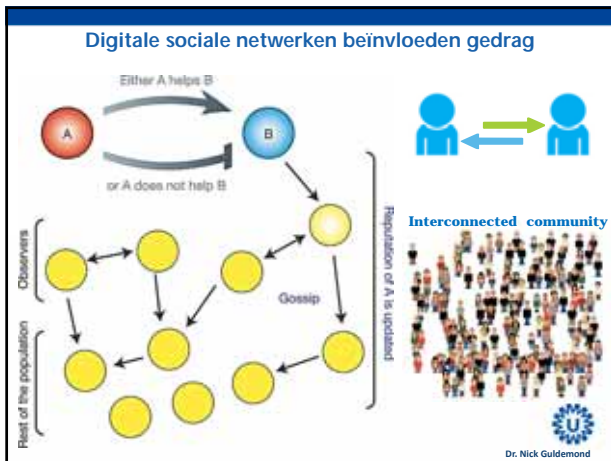 Digitale sociale netwerken beïnvloeden gedrag
Either A helps B
A
B
or A does not help B
Interconnected community
Observers
Gossip
Reputation of A is updated
Rest of the population
U
Dr. Nick Guldemond